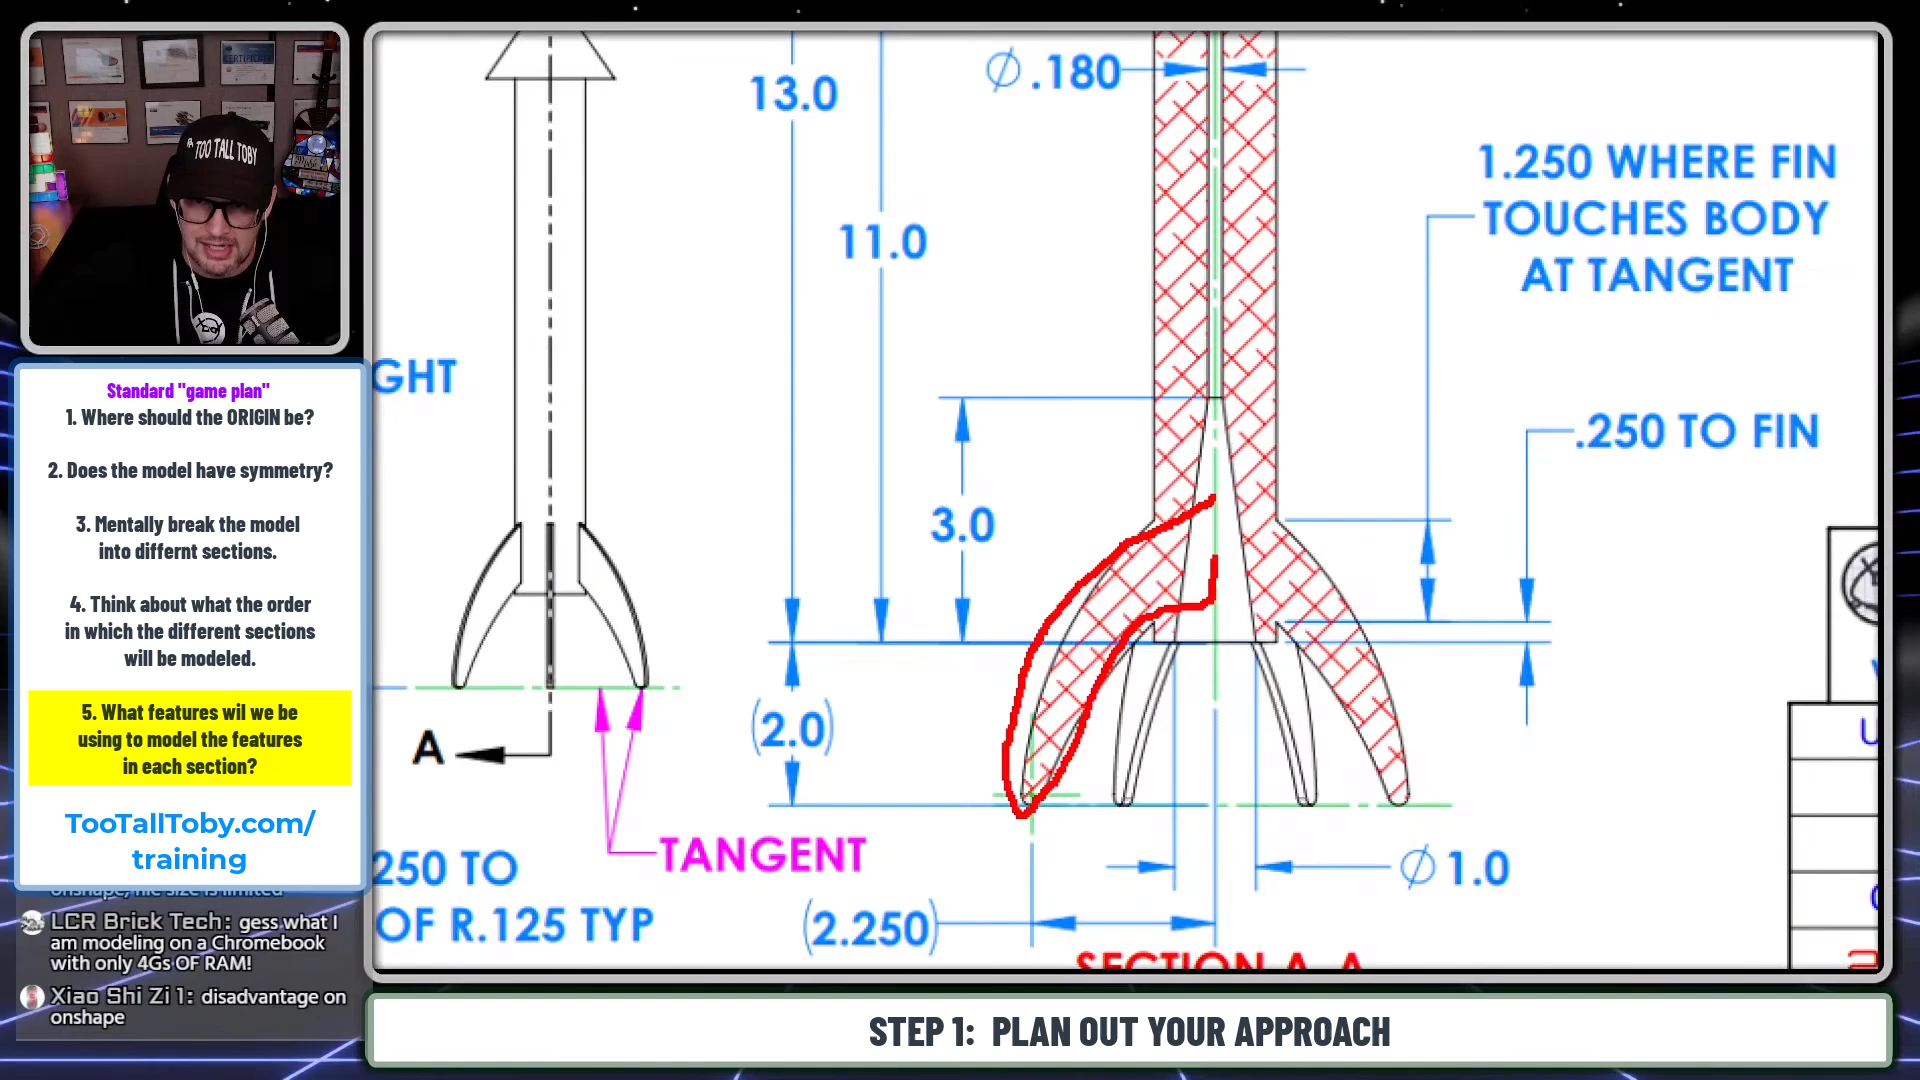 TOO TALL TOBY
Standard "game plan"
1. Where should the ORIGIN be?
2. Does the model have symmetry?
3. Mentally break the model
into differnt sections.
4. Think about what the order
in which the different sections
will be modeled.
5. What features wil we be
using to model the features
in each section?
TooTallToby.com/
training
onshape, file size is limited
LCR Brick Tech: gess what I
am modeling on a Chromebook
with only 4Gs OF RAM!
Xiao Shi Zi 1: disadvantage on
onshape
GHT
A
TANGENT
250 TO
OF R.125 TYP
13.0
11.0
Ø.180
3.0
(2.0)
(2.250)
Ø1.0
1.250 WHERE FIN
TOUCHES BODY
AT TANGENT
.250 TO FIN
SECTION A-A
STEP 1: PLAN OUT YOUR APPROACH